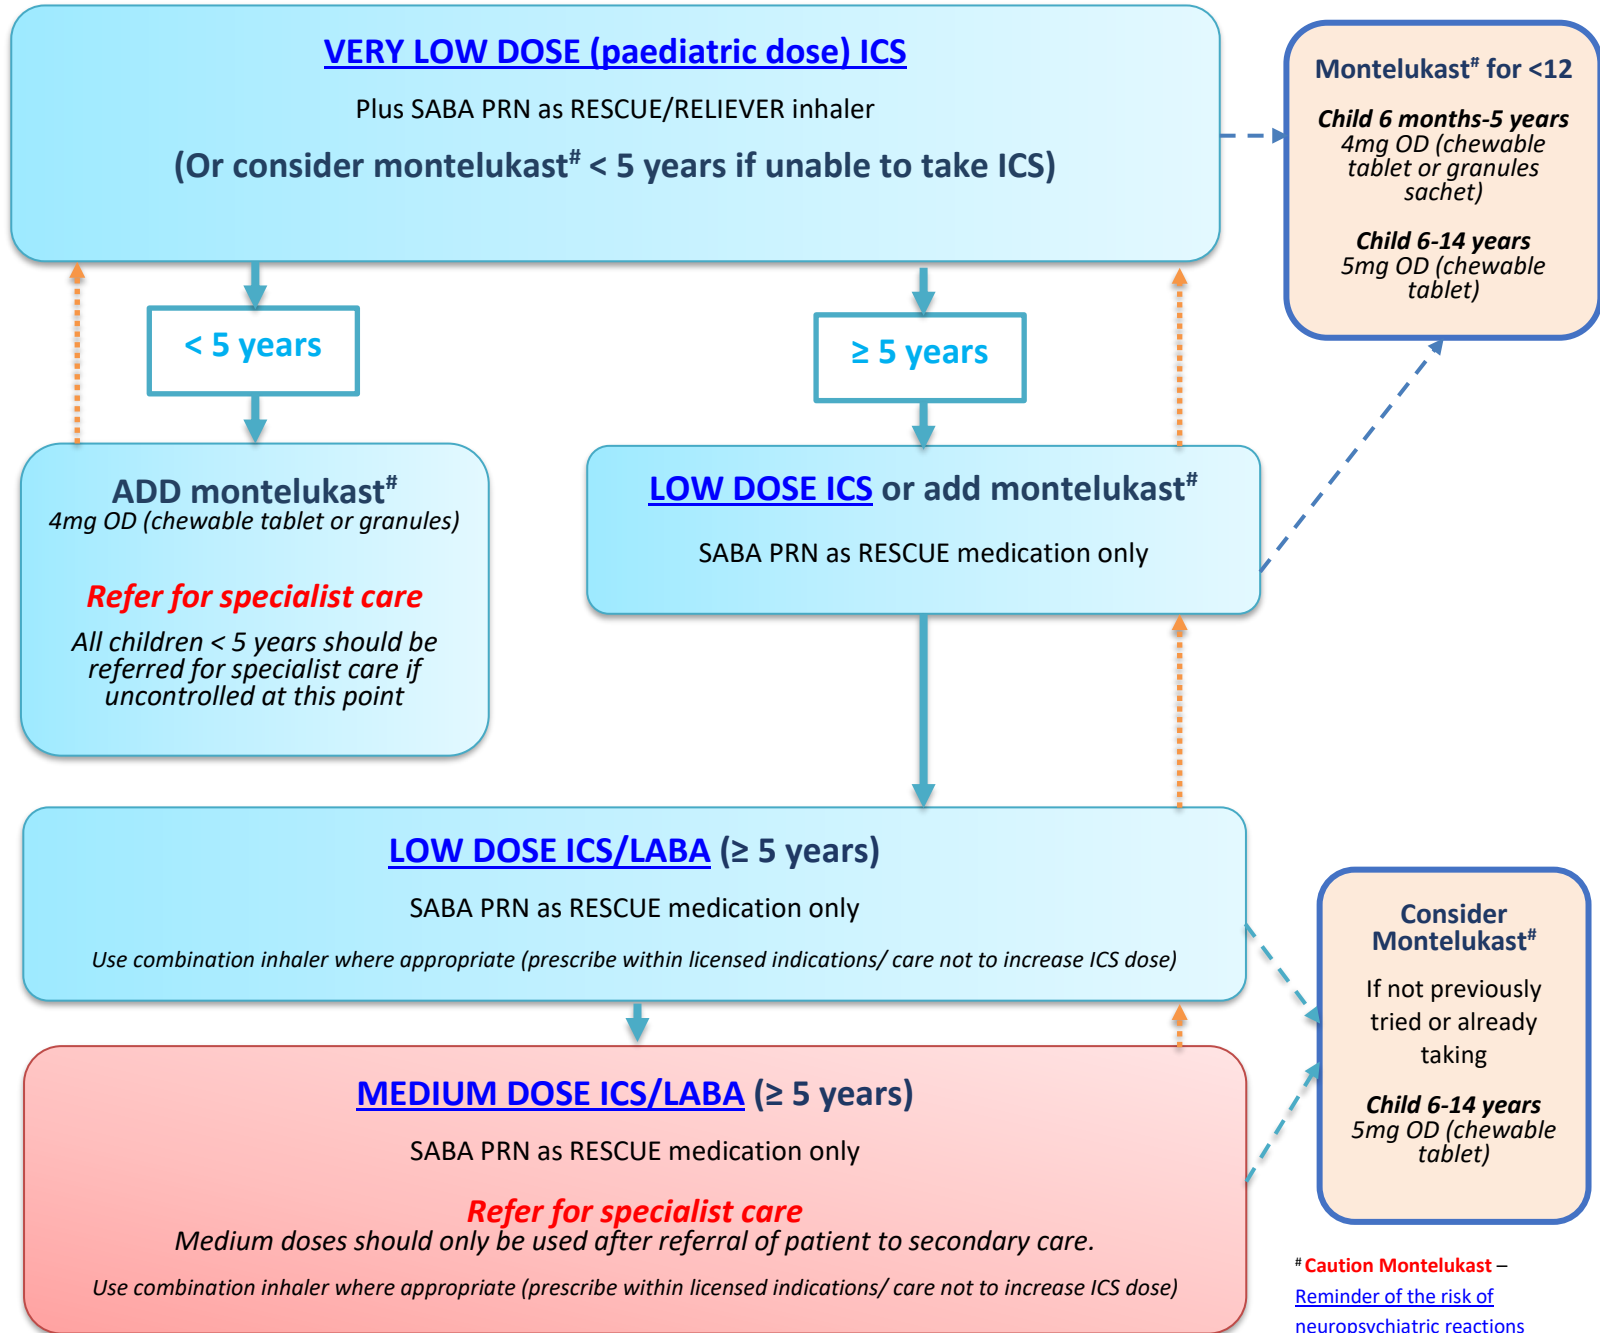 VERY LOW DOSE (paediatric dose) ICS
Plus SABA PRN as RESCUE/RELIEVER inhaler
(Or consider montelukast# < 5 years if unable to take ICS)
Montelukast# for <12
Child 6 months-5 years
4mg OD (chewable
tablet or granules
sachet)
Child 6-14 years
5mg OD (chewable
tablet)
< 5 years
≥ 5 years
ADD montelukast#
4mg OD (chewable tablet or granules)
Refer for specialist care
All children < 5 years should be
referred for specialist care if
uncontrolled at this point
LOW DOSE ICS or add montelukast#
SABA PRN as RESCUE medication only
LOW DOSE ICS/LABA (≥ 5 years)
SABA PRN as RESCUE medication only
Use combination inhaler where appropriate (prescribe within licensed indications/ care not to increase ICS dose)
Consider
Montelukast#
If not previously
tried or already
taking
Child 6-14 years
5mg OD (chewable
tablet)
MEDIUM DOSE ICS/LABA (≥ 5 years)
SABA PRN as RESCUE medication only
Refer for specialist care
Medium doses should only be used after referral of patient to secondary care.
Use combination inhaler where appropriate (prescribe within licensed indications/ care not to increase ICS dose)
# Caution Montelukast –
Reminder of the risk of
neuropsychiatric reactions